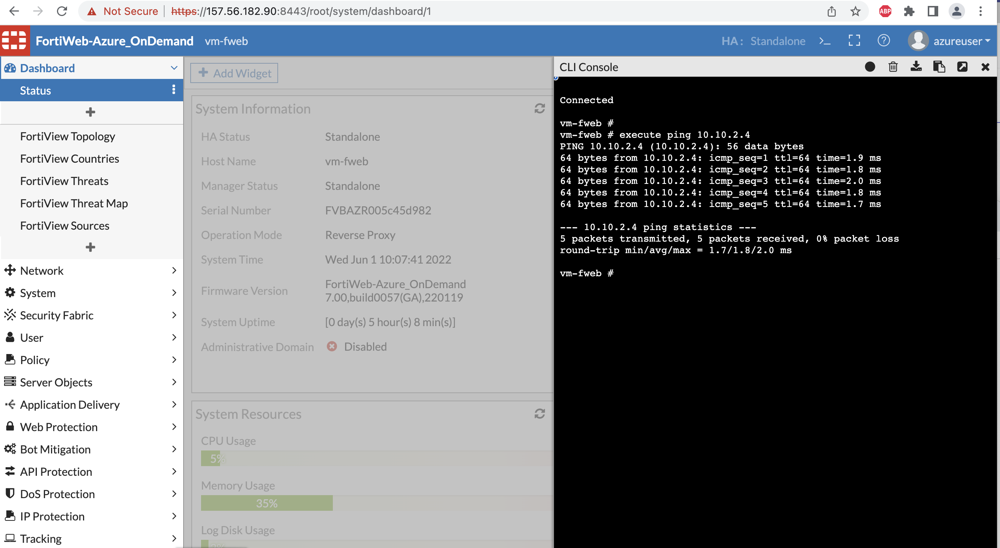 Not Secure https://157.56.182.90:8443/root/system/dashboard/1
ABP
FortiWeb-Azure_OnDemand vm-fweb
HA: Standalone >_ ? azureuser
Dashboard
Status
+
FortiView Topology
FortiView Countries
FortiView Threats
FortiView Threat Map
FortiView Sources
+
Network
System
Security Fabric
User
Policy
Server Objects
Application Delivery
Web Protection
Bot Mitigation
API Protection
DoS Protection
IP Protection
Tracking
+ Add Widget
System Information
HA Status Standalone
Host Name vm-fweb
Manager Status Standalone
Serial Number FVBAZR005c45d982
Operation Mode Reverse Proxy
System Time Wed Jun 1 10:07:41 2022
Firmware Version FortiWeb-Azure_OnDemand
7.00,build0057(GA),220119
System Uptime [0 day(s) 5 hour(s) 8 min(s)]
Administrative Domain Disabled
System Resources
CPU Usage
5%
Memory Usage
35%
Log Disk Usage
CLI Console
Connected
vm-fweb #
vm-fweb # execute ping 10.10.2.4
PING 10.10.2.4 (10.10.2.4): 56 data bytes
64 bytes from 10.10.2.4: icmp_seq=1 ttl=64 time=1.9 ms
64 bytes from 10.10.2.4: icmp_seq=2 ttl=64 time=1.8 ms
64 bytes from 10.10.2.4: icmp_seq=3 ttl=64 time=2.0 ms
64 bytes from 10.10.2.4: icmp_seq=4 ttl=64 time=1.8 ms
64 bytes from 10.10.2.4: icmp_seq=5 ttl=64 time=1.7 ms
--- 10.10.2.4 ping statistics ---
5 packets transmitted, 5 packets received, 0% packet loss
round-trip min/avg/max = 1.7/1.8/2.0 ms
vm-fweb #